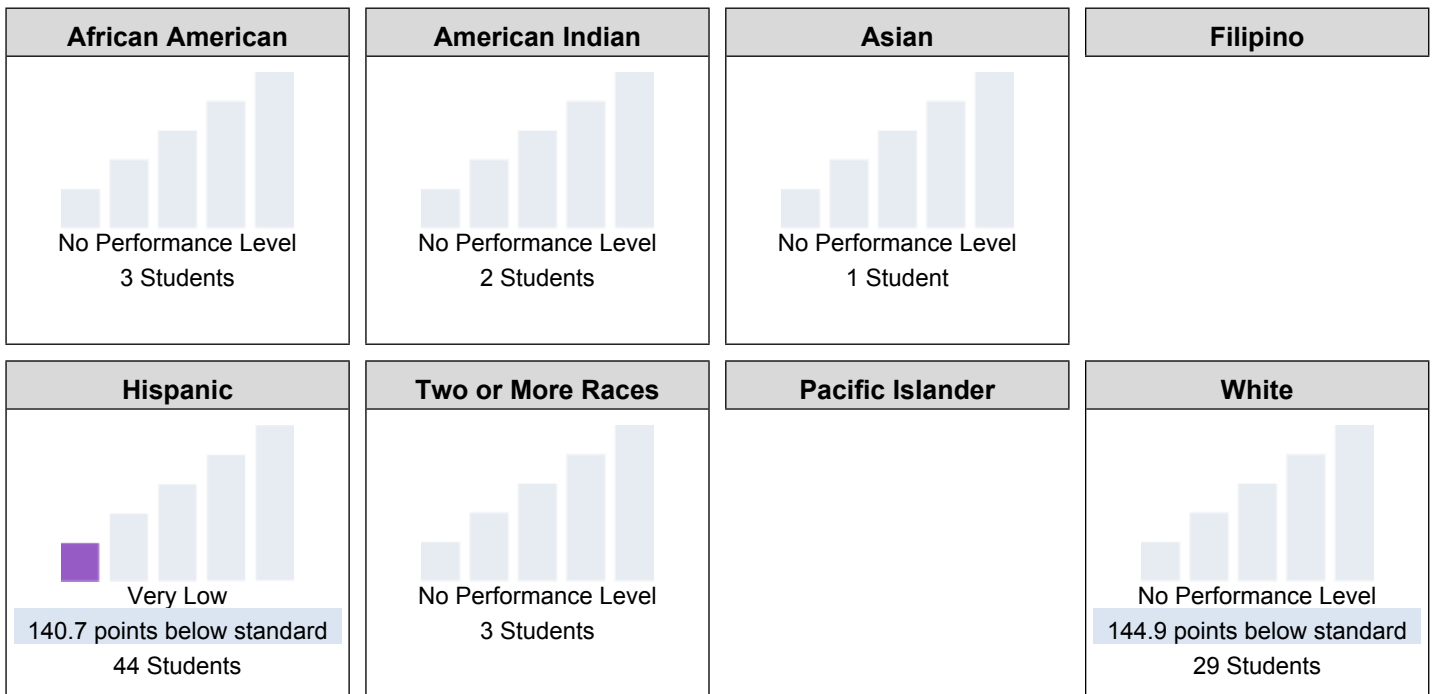 African American
No Performance Level
3 Students
American Indian
No Performance Level
2 Students
Asian
No Performance Level
1 Student
Filipino
Hispanic
Very Low
140.7 points below standard
44 Students
Two or More Races
No Performance Level
3 Students
Pacific Islander
White
No Performance Level
144.9 points below standard
29 Students